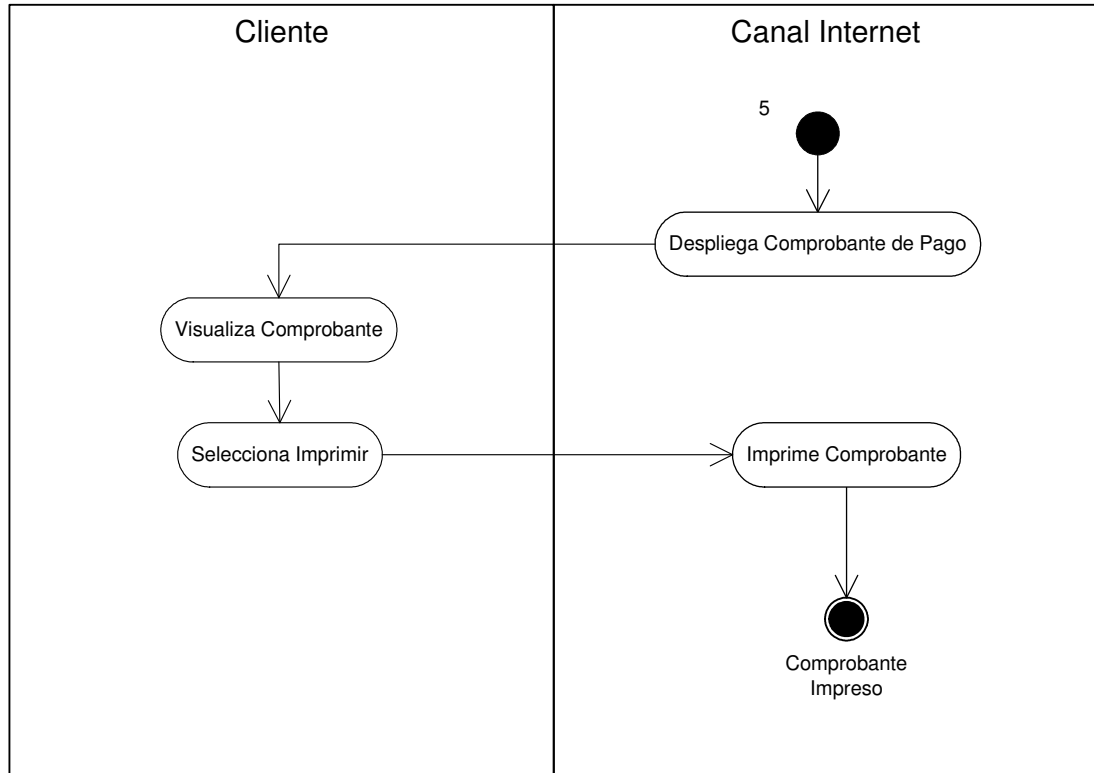 Cliente
Canal Internet
5
Despliega Comprobante de Pago
Visualiza Comprobante
Selecciona Imprimir
Imprime Comprobante
Comprobante
Impreso